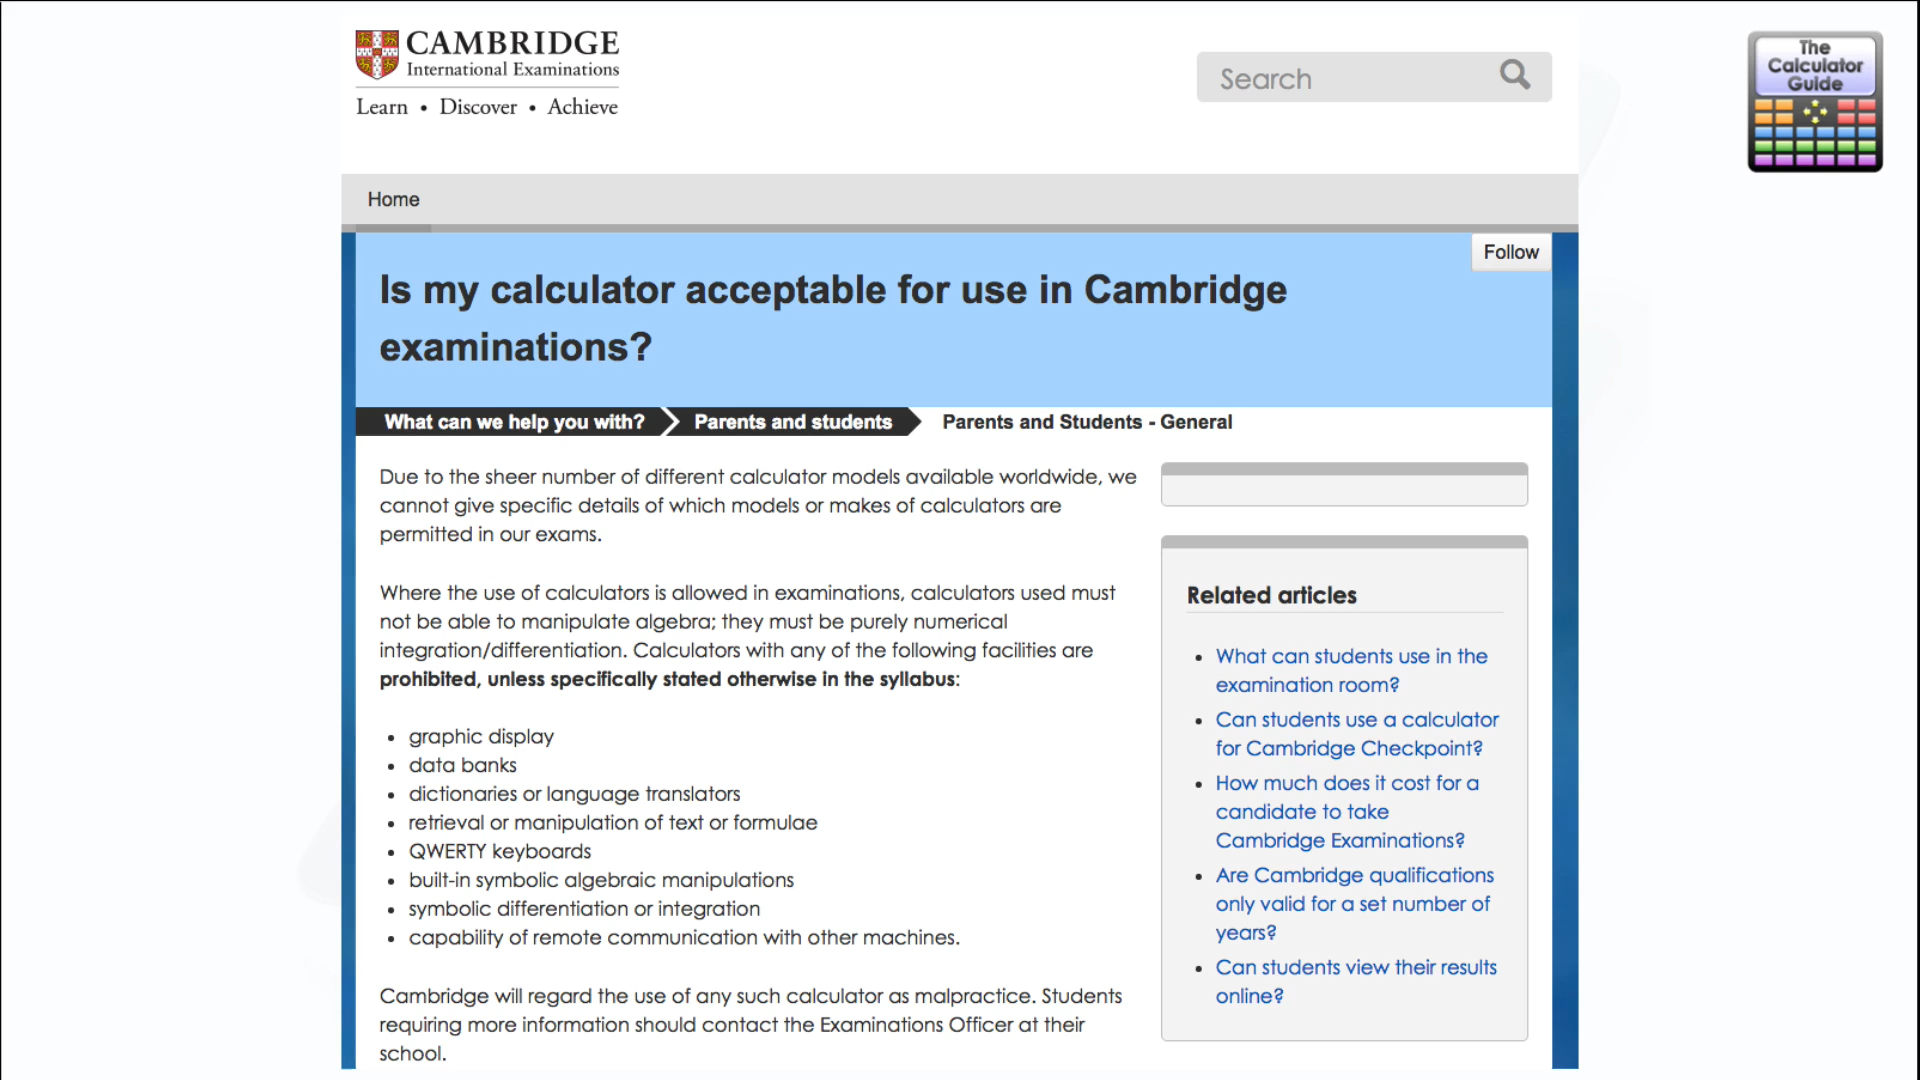 CAMBRIDGE
International Examinations
Learn • Discover • Achieve
Search
The
Calculator
Guide
Home
Follow
Is my calculator acceptable for use in Cambridge
examinations?
What can we help you with?
Parents and students
Parents and Students - General
Due to the sheer number of different calculator models available worldwide, we
cannot give specific details of which models or makes of calculators are
permitted in our exams.
Where the use of calculators is allowed in examinations, calculators used must
not be able to manipulate algebra; they must be purely numerical
integration/differentiation. Calculators with any of the following facilities are
prohibited, unless specifically stated otherwise in the syllabus:
• graphic display
• data banks
• dictionaries or language translators
• retrieval or manipulation of text or formulae
• QWERTY keyboards
• built-in symbolic algebraic manipulations
• symbolic differentiation or integration
• capability of remote communication with other machines.
Cambridge will regard the use of any such calculator as malpractice. Students
requiring more information should contact the Examinations Officer at their
school.
Related articles
• What can students use in the
examination room?
• Can students use a calculator
for Cambridge Checkpoint?
• How much does it cost for a
candidate to take
Cambridge Examinations?
• Are Cambridge qualifications
only valid for a set number of
years?
• Can students view their results
online?